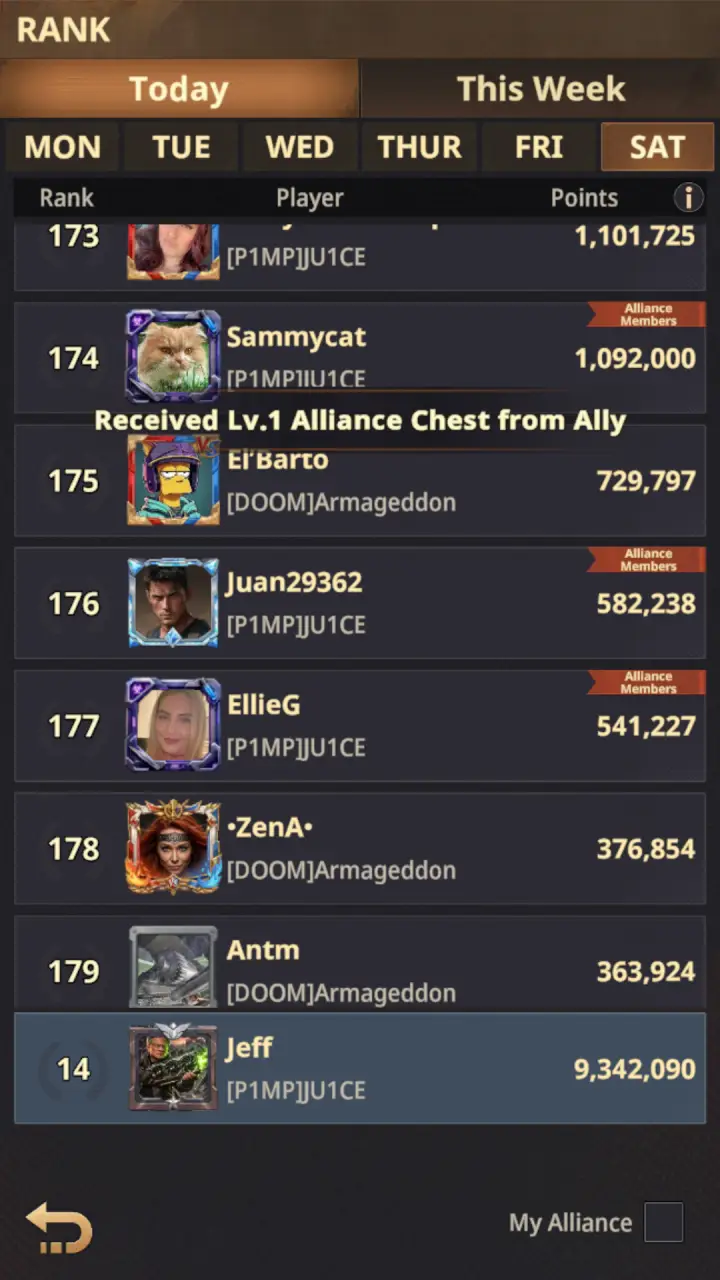 RANK
Today
This Week
MON TUE WED THUR FRI SAT
Rank Player Points
173
[P1MP]JU1CE
1,101,725
Alliance
Members
174
Sammycat
[P1MP]JU1CE
1,092,000
Received Lv.1 Alliance Chest from Ally
175
El'Barto
[DOOM]Armageddon
729,797
Alliance
Members
176
Juan29362
[P1MP]JU1CE
582,238
Alliance
Members
177
EllieG
[P1MP]JU1CE
541,227
178
•ZenA•
[DOOM]Armageddon
376,854
179
Antm
[DOOM]Armageddon
363,924
14
Jeff
[P1MP]JU1CE
9,342,090
My Alliance